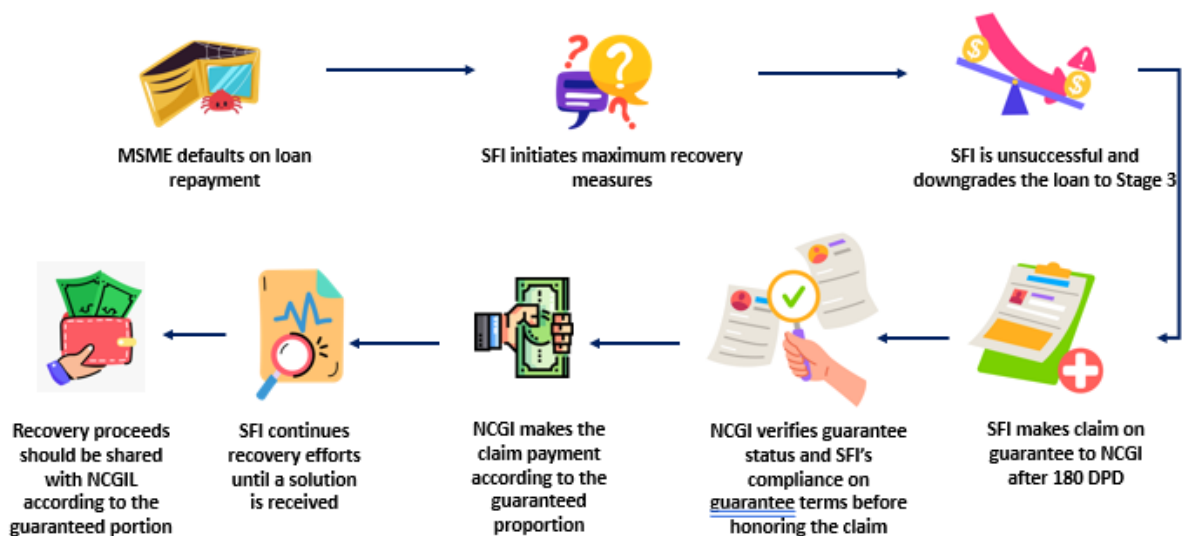 MSME defaults on loan
repayment
SFI initiates maximum recovery
measures
SFI is unsuccessful and
downgrades the loan to Stage 3
SFI makes claim on
guarantee to NCGI
after 180 DPD
NCGI verifies guarantee
status and SFI's
compliance on
guarantee terms before
honoring the claim
NCGI makes the
claim payment
according to the
guaranteed
proportion
SFI continues
recovery efforts
until a solution
is received
Recovery proceeds
should be shared
with NCGIL
according to the
guaranteed portion